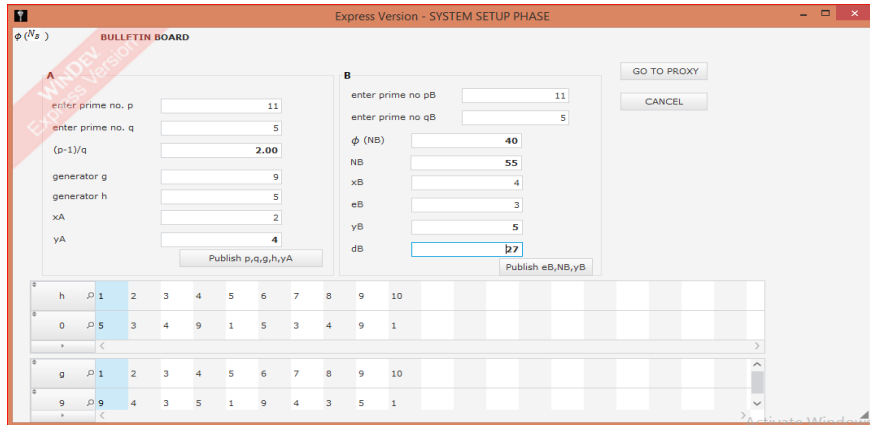 Express Version - SYSTEM SETUP PHASE
ϕ(N_B )
BULLETIN BOARD
WINDEV
Express Version
A
enter prime no. p 11
enter prime no. q 5
(p-1)/q 2.00
generator g 9
generator h 5
xA 2
yA 4
Publish p,q,g,h,yA
B
enter prime no pB 11
enter prime no qB 5
ϕ (NB) 40
NB 55
xB 4
eB 3
yB 5
dB 27
Publish eB,NB,yB
GO TO PROXY
CANCEL
h 1 2 3 4 5 6 7 8 9 10
0 5 3 4 9 1 5 3 4 9 1
g 1 2 3 4 5 6 7 8 9 10
9 9 4 3 5 1 9 4 3 5 1
Activate Windows